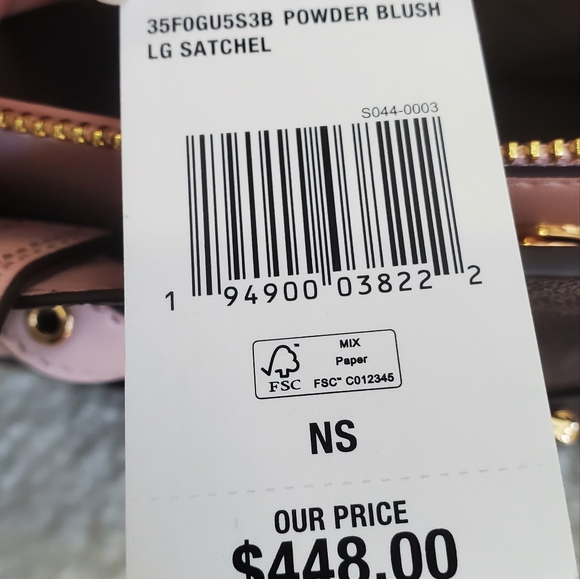 35F0GU5S3B POWDER BLUSH
LG SATCHEL
S044-0003
1 94900 03822 2
MIX
Paper
FSC™ C012345
FSC
NS
OUR PRICE
$448.00